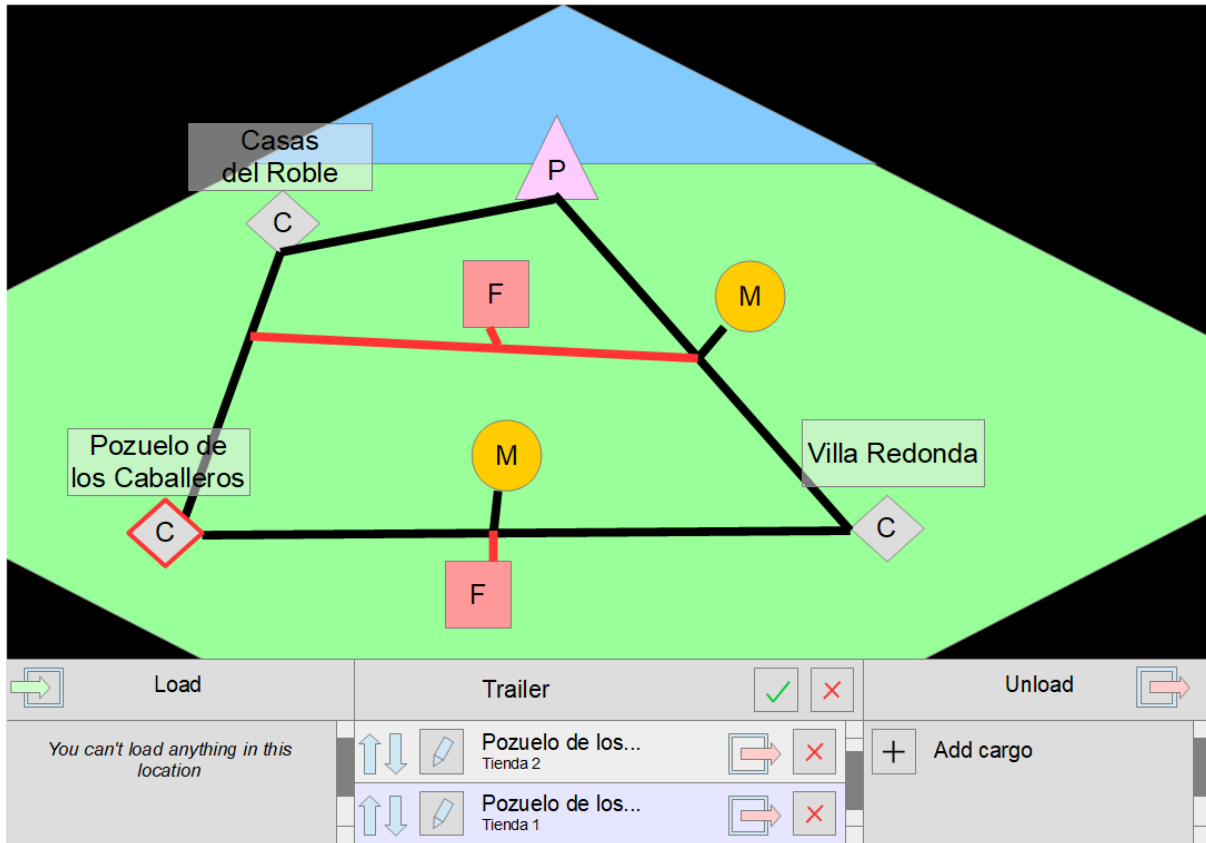 Casas
del Roble
P
C
F
M
Pozuelo de
los Caballeros
M
Villa Redonda
C
C
F
Load
Trailer
Unload
You can't load anything in this
location
Pozuelo de los...
Tienda 2
Add cargo
Pozuelo de los...
Tienda 1